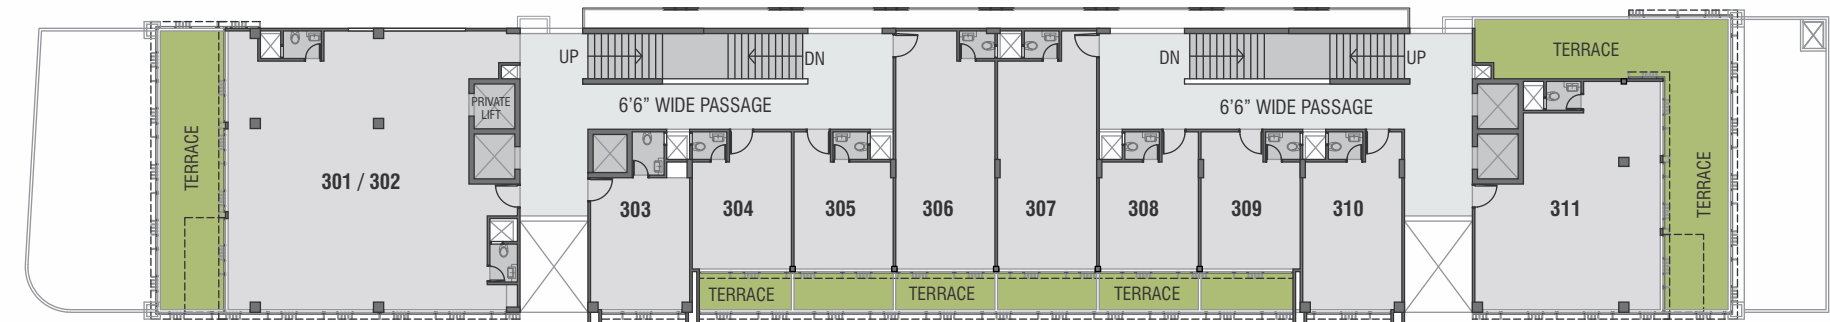 TERRACE
301 / 302
PRIVATE
LIFT
UP
DN
6'6" WIDE PASSAGE
303
304
305
306
307
308
309
310
TERRACE
TERRACE
TERRACE
DN
UP
6'6” WIDE PASSAGE
311
TERRACE
TERRACE